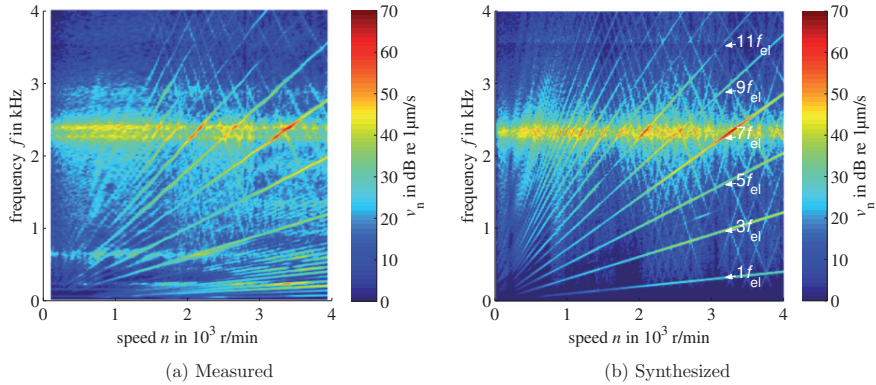 4
3
2
1
0
0
1
2
3
4
frequency f in kHz
speed n in 10³ r/min
70
60
50
40
30
20
10
0
vₙ in dB re 1µm/s
(a) Measured
4
3
2
1
0
0
1
2
3
4
frequency f in kHz
speed n in 10³ r/min
11f_el
9f_el
7f_el
5f_el
3f_el
1f_el
70
60
50
40
30
20
10
0
vₙ in dB re 1µm/s
(b) Synthesized